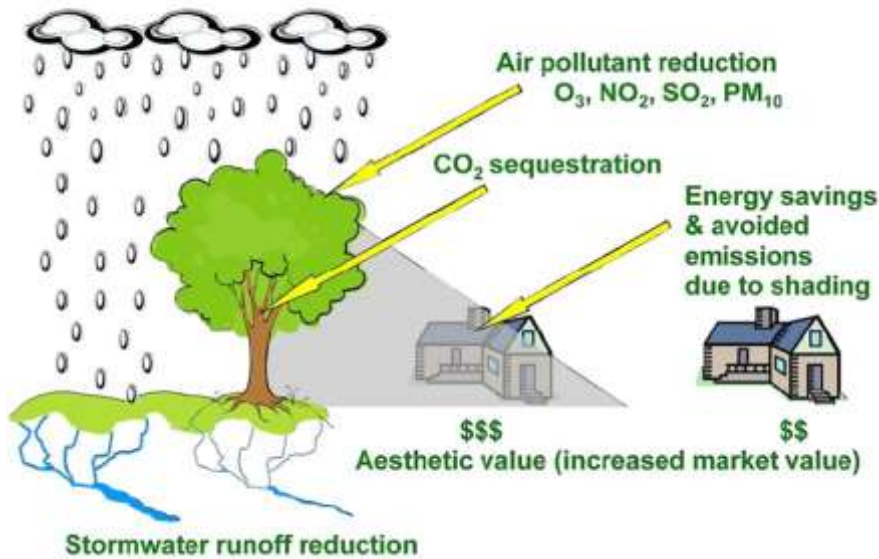 Air pollutant reduction
O₃, NO₂, SO₂, PM₁₀
CO₂ sequestration
Energy savings
& avoided
emissions
due to shading
$$$
$$
Aesthetic value (increased market value)
Stormwater runoff reduction